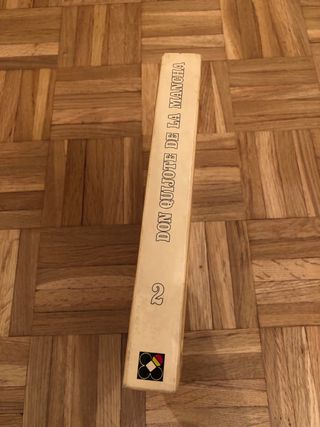 DON QUIJOTE DE LA MANCHA
2